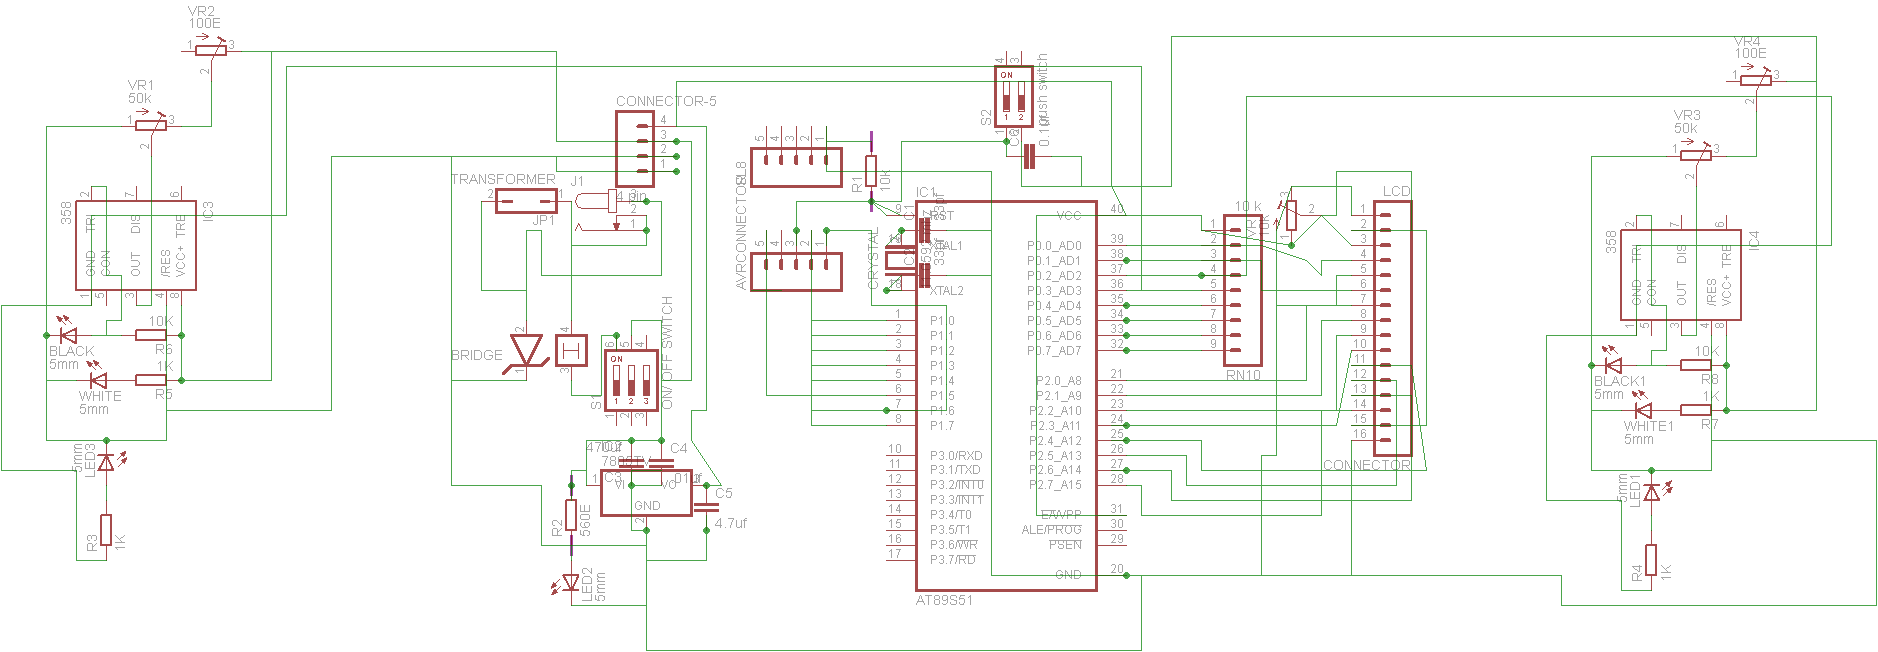 VR2
100E
1
3
2
VR1
50k
1
3
2
358
2
7
6
TRI
DIS
TRE
GND
CON
OUT
/RES
VCC+
1
5
3
4
8
IC3
BLACK
5mm
10K
R6
WHITE
5mm
1K
R5
5mm
LED3
R3
1K
CONNECTOR-5
4
3
2
1
4 pin
TRANSFORMER
2
1
JP1
J1
3
2
1
BRIDGE
2
1
4
3
ON/ OFF SWITCH
6
5
4
ON
1
2
3
1
2
3
S1
C4
C3
VI
VO
GND
1
2
C5
4.7uf
R2
560E
LED2
5mm
5
4
3
2
1
5
4
3
2
1
R1
10K
S2
4
3
ON
1
2
1
push switch
0.1uf
CRYSTAL
IC1
AT89S51
9
RST
XTAL1
18
XTAL2
1
P1.0
2
P1.1
3
P1.2
4
P1.3
5
P1.4
6
P1.5
7
P1.6
8
P1.7
10
P3.0/RXD
11
P3.1/TXD
12
P3.2/INT0
13
P3.3/INT1
14
P3.4/T0
15
P3.5/T1
16
P3.6/WR
17
P3.7/RD
VCC
40
P0.0_AD0
39
P0.1_AD1
38
P0.2_AD2
37
P0.3_AD3
36
P0.4_AD4
35
P0.5_AD5
34
P0.6_AD6
33
P0.7_AD7
32
P2.0_A8
21
P2.1_A9
22
P2.2_A10
23
P2.3_A11
24
P2.4_A12
25
P2.5_A13
26
P2.6_A14
27
P2.7_A15
28
EA/VPP
31
ALE/PROG
30
PSEN
29
GND
20
10 k
1
2
3
4
5
6
7
8
9
RN10
3
2
1
10k
LCD
1
2
3
4
5
6
7
8
9
10
11
12
13
14
15
16
CONNECTOR
VR4
100E
1
3
2
VR3
50k
1
3
2
358
2
7
6
TRI
DIS
TRE
GND
CON
OUT
/RES
VCC+
1
5
3
4
8
IC4
BLACK1
5mm
10K
R8
WHITE1
5mm
1K
R7
5mm
LED1
R4
1K